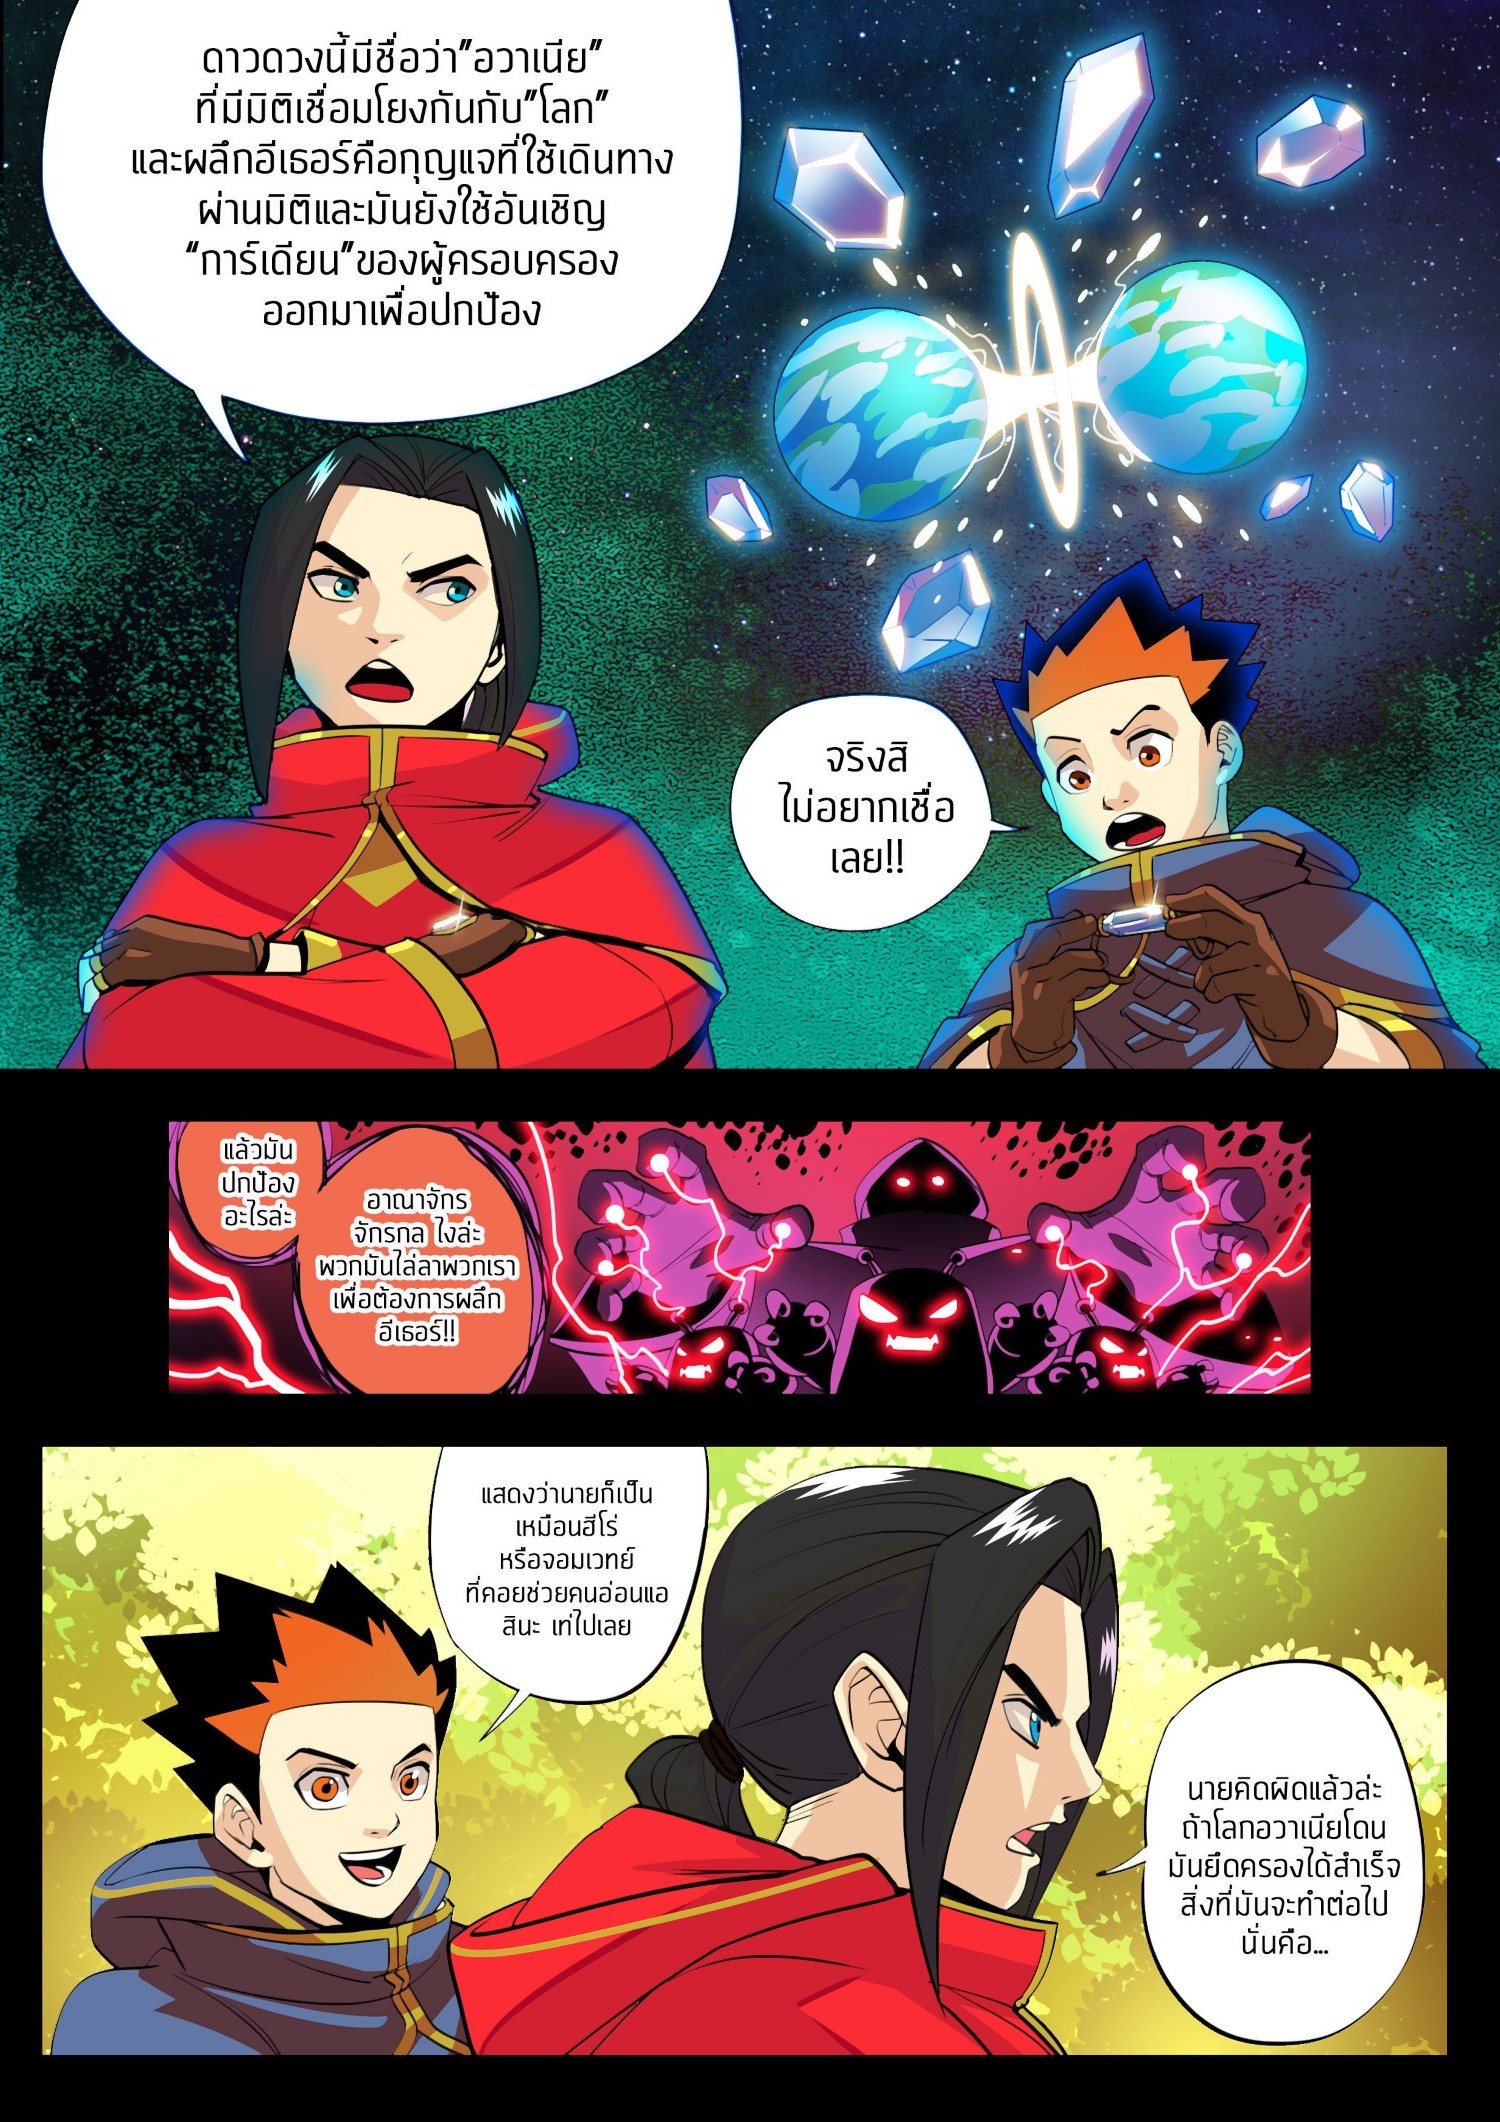 ดาวดวงนี้มีชื่อว่า"อวาเนีย"
ที่มีมิติเชื่อมโยงกันกับ"โลก"
และผลึกอีเธอร์คือกุญแจที่ใช้เดินทาง
ผ่านมิติและมันยังใช้อันเชิญ
"การ์เดียน"ของผู้ครอบครอง
ออกมาเพื่อปกป้อง
จริงสิ
ไม่อยากเชื่อ
เลย!!
แล้วมัน
ปกป้อง
อะไรล่ะ
อาณาจักร
จักรกล ไงล่ะ
พวกมันไล่ลาพวกเรา
เพื่อต้องการผลึก
อีเธอร์!!
แสดงว่านายก็เป็น
เหมือนฮีโร่
หรือจอมเวทย์
ที่คอยช่วยคนอ่อนแอ
สินะ เท่ไปเลย
นายคิดผิดแล้วล่ะ
ถ้าโลกอวาเนียโดน
มันยึดครองได้สำเร็จ
สิ่งที่มันจะทำต่อไป
นั่นคือ...